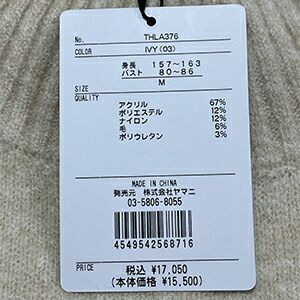 No. THLA376
COLOR IVY(03)
身長 157~163
バスト 80~86
SIZE M
QUALITY
アクリル 67%
ポリエステル 12%
ナイロン 12%
毛 6%
ポリウレタン 3%
MADE IN CHINA
発売元 株式会社ヤマニ
03-5806-8055
4549542568716
PRICE 税込 ¥17,050
(本体価格 ¥15,500)